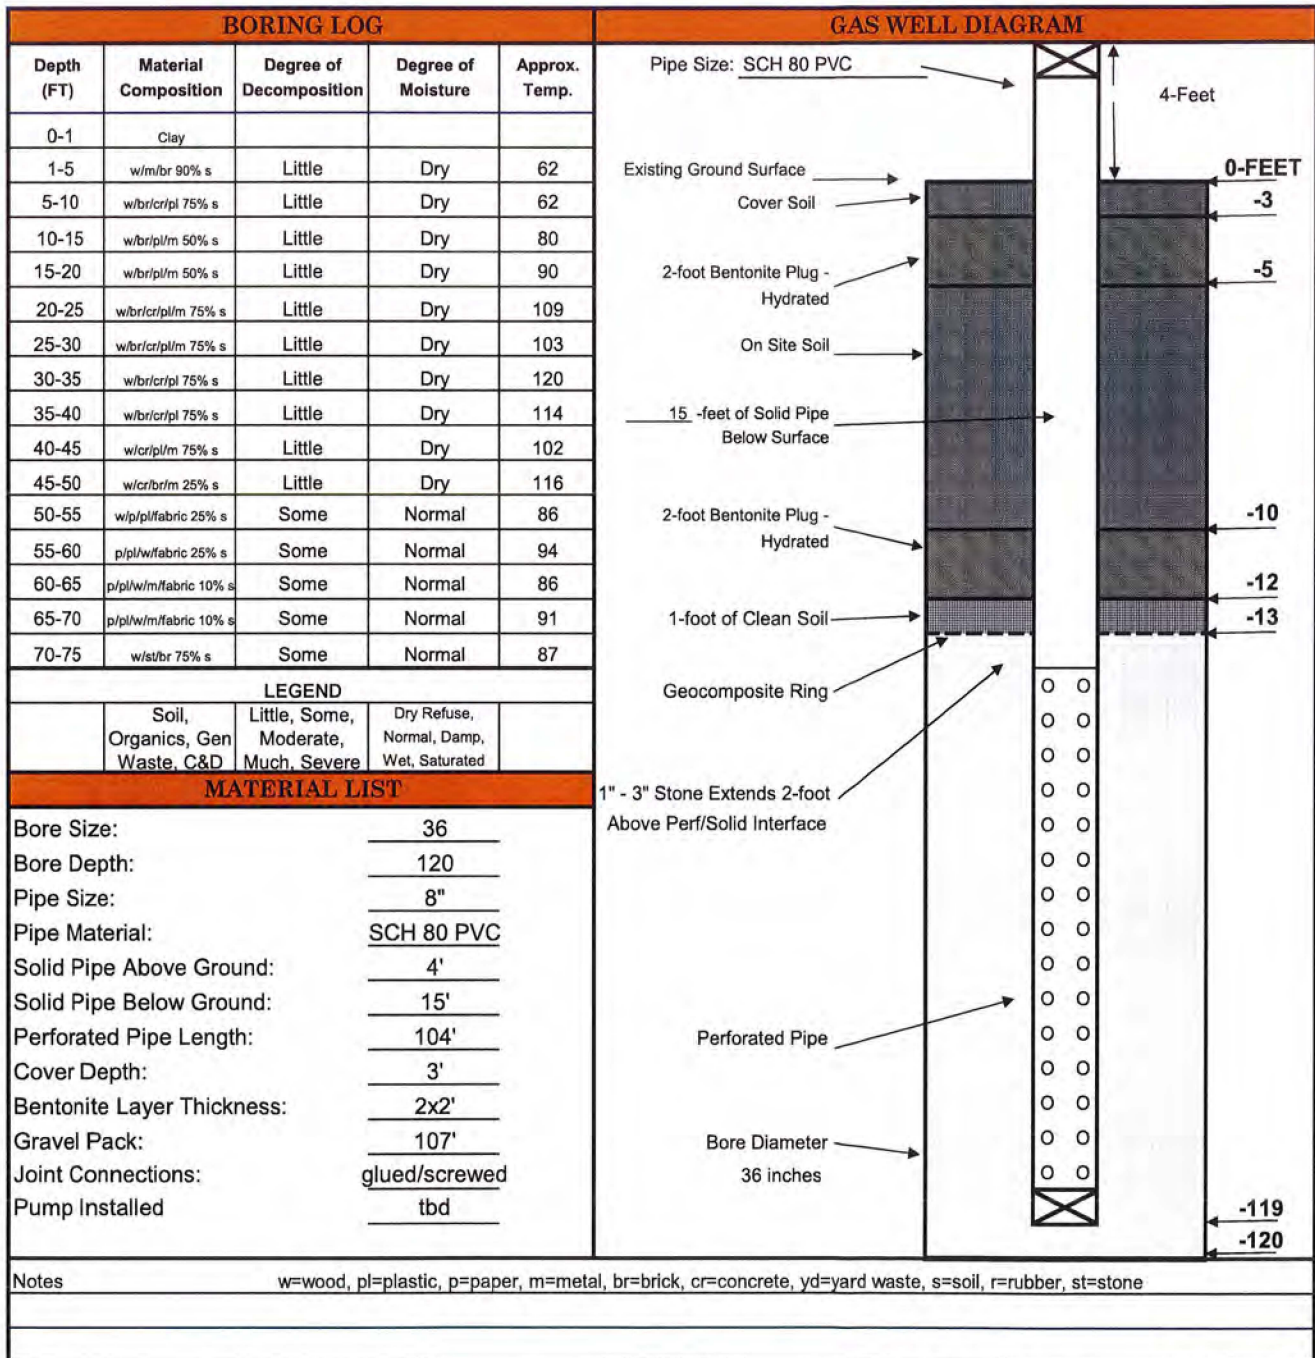 BORING LOG
Depth (FT) Material Composition Degree of Decomposition Degree of Moisture Approx. Temp.
0-1 Clay
1-5 w/m/br 90% s Little Dry 62
5-10 w/br/cr/pl 75% s Little Dry 62
10-15 w/br/pl/m 50% s Little Dry 80
15-20 w/br/pl/m 50% s Little Dry 90
20-25 w/br/cr/pl/m 75% s Little Dry 109
25-30 w/br/cr/pl/m 75% s Little Dry 103
30-35 w/br/cr/pl 75% s Little Dry 120
35-40 w/br/cr/pl 75% s Little Dry 114
40-45 w/cr/pl/m 75% s Little Dry 102
45-50 w/cr/br/m 25% s Little Dry 116
50-55 w/p/pl/fabric 25% s Some Normal 86
55-60 p/pl/w/fabric 25% s Some Normal 94
60-65 p/pl/w/m/fabric 10% s Some Normal 86
65-70 p/pl/w/m/fabric 10% s Some Normal 91
70-75 w/st/br 75% s Some Normal 87
LEGEND
Soil, Organics, Gen Waste, C&D Little, Some, Moderate, Much, Severe Dry Refuse, Normal, Damp, Wet, Saturated
MATERIAL LIST
Bore Size: 36
Bore Depth: 120
Pipe Size: 8"
Pipe Material: SCH 80 PVC
Solid Pipe Above Ground: 4'
Solid Pipe Below Ground: 15'
Perforated Pipe Length: 104'
Cover Depth: 3'
Bentonite Layer Thickness: 2x2'
Gravel Pack: 107'
Joint Connections: glued/screwed
Pump Installed tbd
GAS WELL DIAGRAM
Pipe Size: SCH 80 PVC
4-Feet
Existing Ground Surface
0-FEET
Cover Soil
-3
2-foot Bentonite Plug -
Hydrated
-5
On Site Soil
15 -feet of Solid Pipe
Below Surface
2-foot Bentonite Plug -
Hydrated
-10
-12
1-foot of Clean Soil
-13
Geocomposite Ring
1" - 3" Stone Extends 2-foot
Above Perf/Solid Interface
Perforated Pipe
Bore Diameter
36 inches
-119
-120
Notes w=wood, pl=plastic, p=paper, m=metal, br=brick, cr=concrete, yd=yard waste, s=soil, r=rubber, st=stone